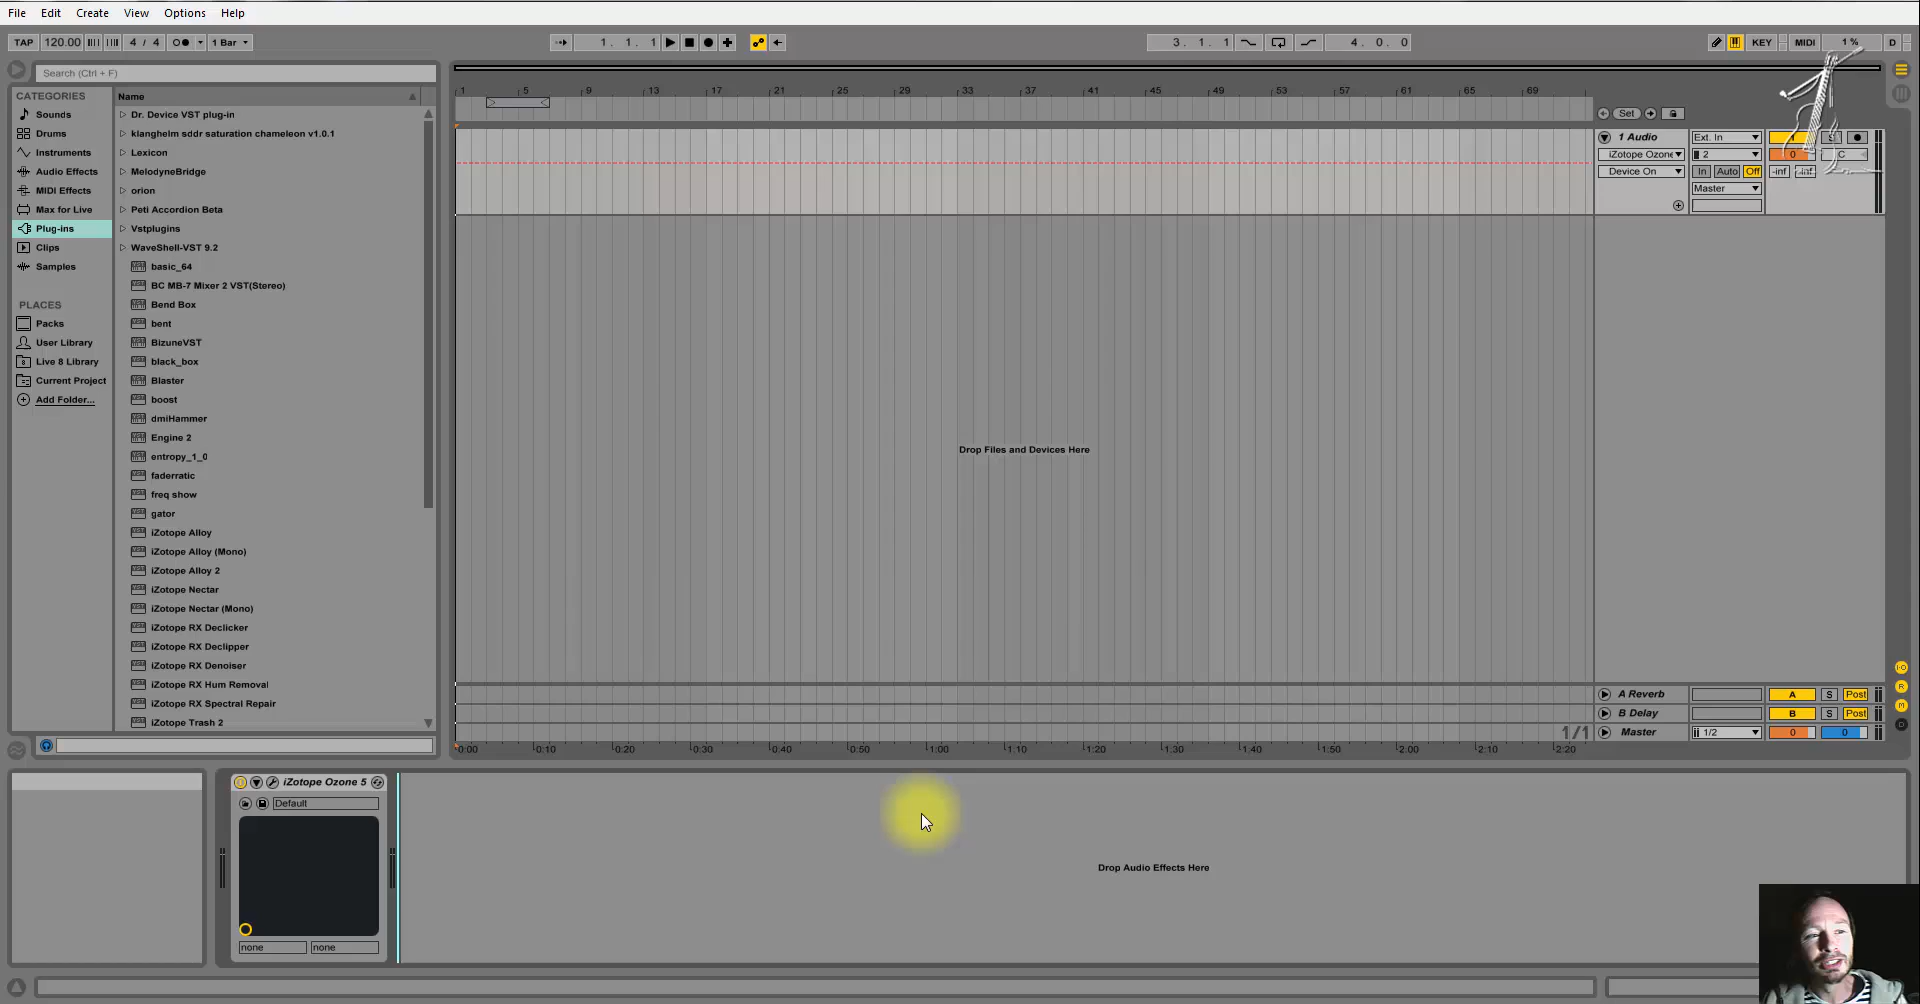 File Edit Create View Options Help
TAP 120.00 4 / 4 1 Bar 1. 1. 1 3. 1. 1 4. 0. 0 KEY MIDI 1 % D
Search (Ctrl + F)
CATEGORIES
Sounds
Drums
Instruments
Audio Effects
MIDI Effects
Max for Live
Plug-ins
Clips
Samples
PLACES
Packs
User Library
Live 8 Library
Current Project
Add Folder...
Name
Dr. Device VST plug-in
klanghelm sddr saturation chameleon v1.0.1
Lexicon
MelodyneBridge
orion
Peti Accordion Beta
Vstplugins
WaveShell-VST 9.2
basic_64
BC MB-7 Mixer 2 VST(Stereo)
Bend Box
bent
BizuneVST
black_box
Blaster
boost
dmiHammer
Engine 2
entropy_1_0
faderratic
freq show
gator
iZotope Alloy
iZotope Alloy (Mono)
iZotope Alloy 2
iZotope Nectar
iZotope Nectar (Mono)
iZotope RX Declicker
iZotope RX Declipper
iZotope RX Denoiser
iZotope RX Hum Removal
iZotope RX Spectral Repair
iZotope Trash 2
1 5 9 13 17 21 25 29 33 37 41 45 49 53 57 61 65 69
Set
1 Audio Ext. In 1 S
iZotope Ozone 2 0 C
Device On In Auto Off -inf -inf
Master
Drop Files and Devices Here
A Reverb A S Post
B Delay B S Post
1/1 Master 1/2 0 0
0:00 0:10 0:20 0:30 0:40 0:50 1:00 1:10 1:20 1:30 1:40 1:50 2:00 2:10 2:20
I·O
R
M
D
iZotope Ozone 5
Default
none none
Drop Audio Effects Here